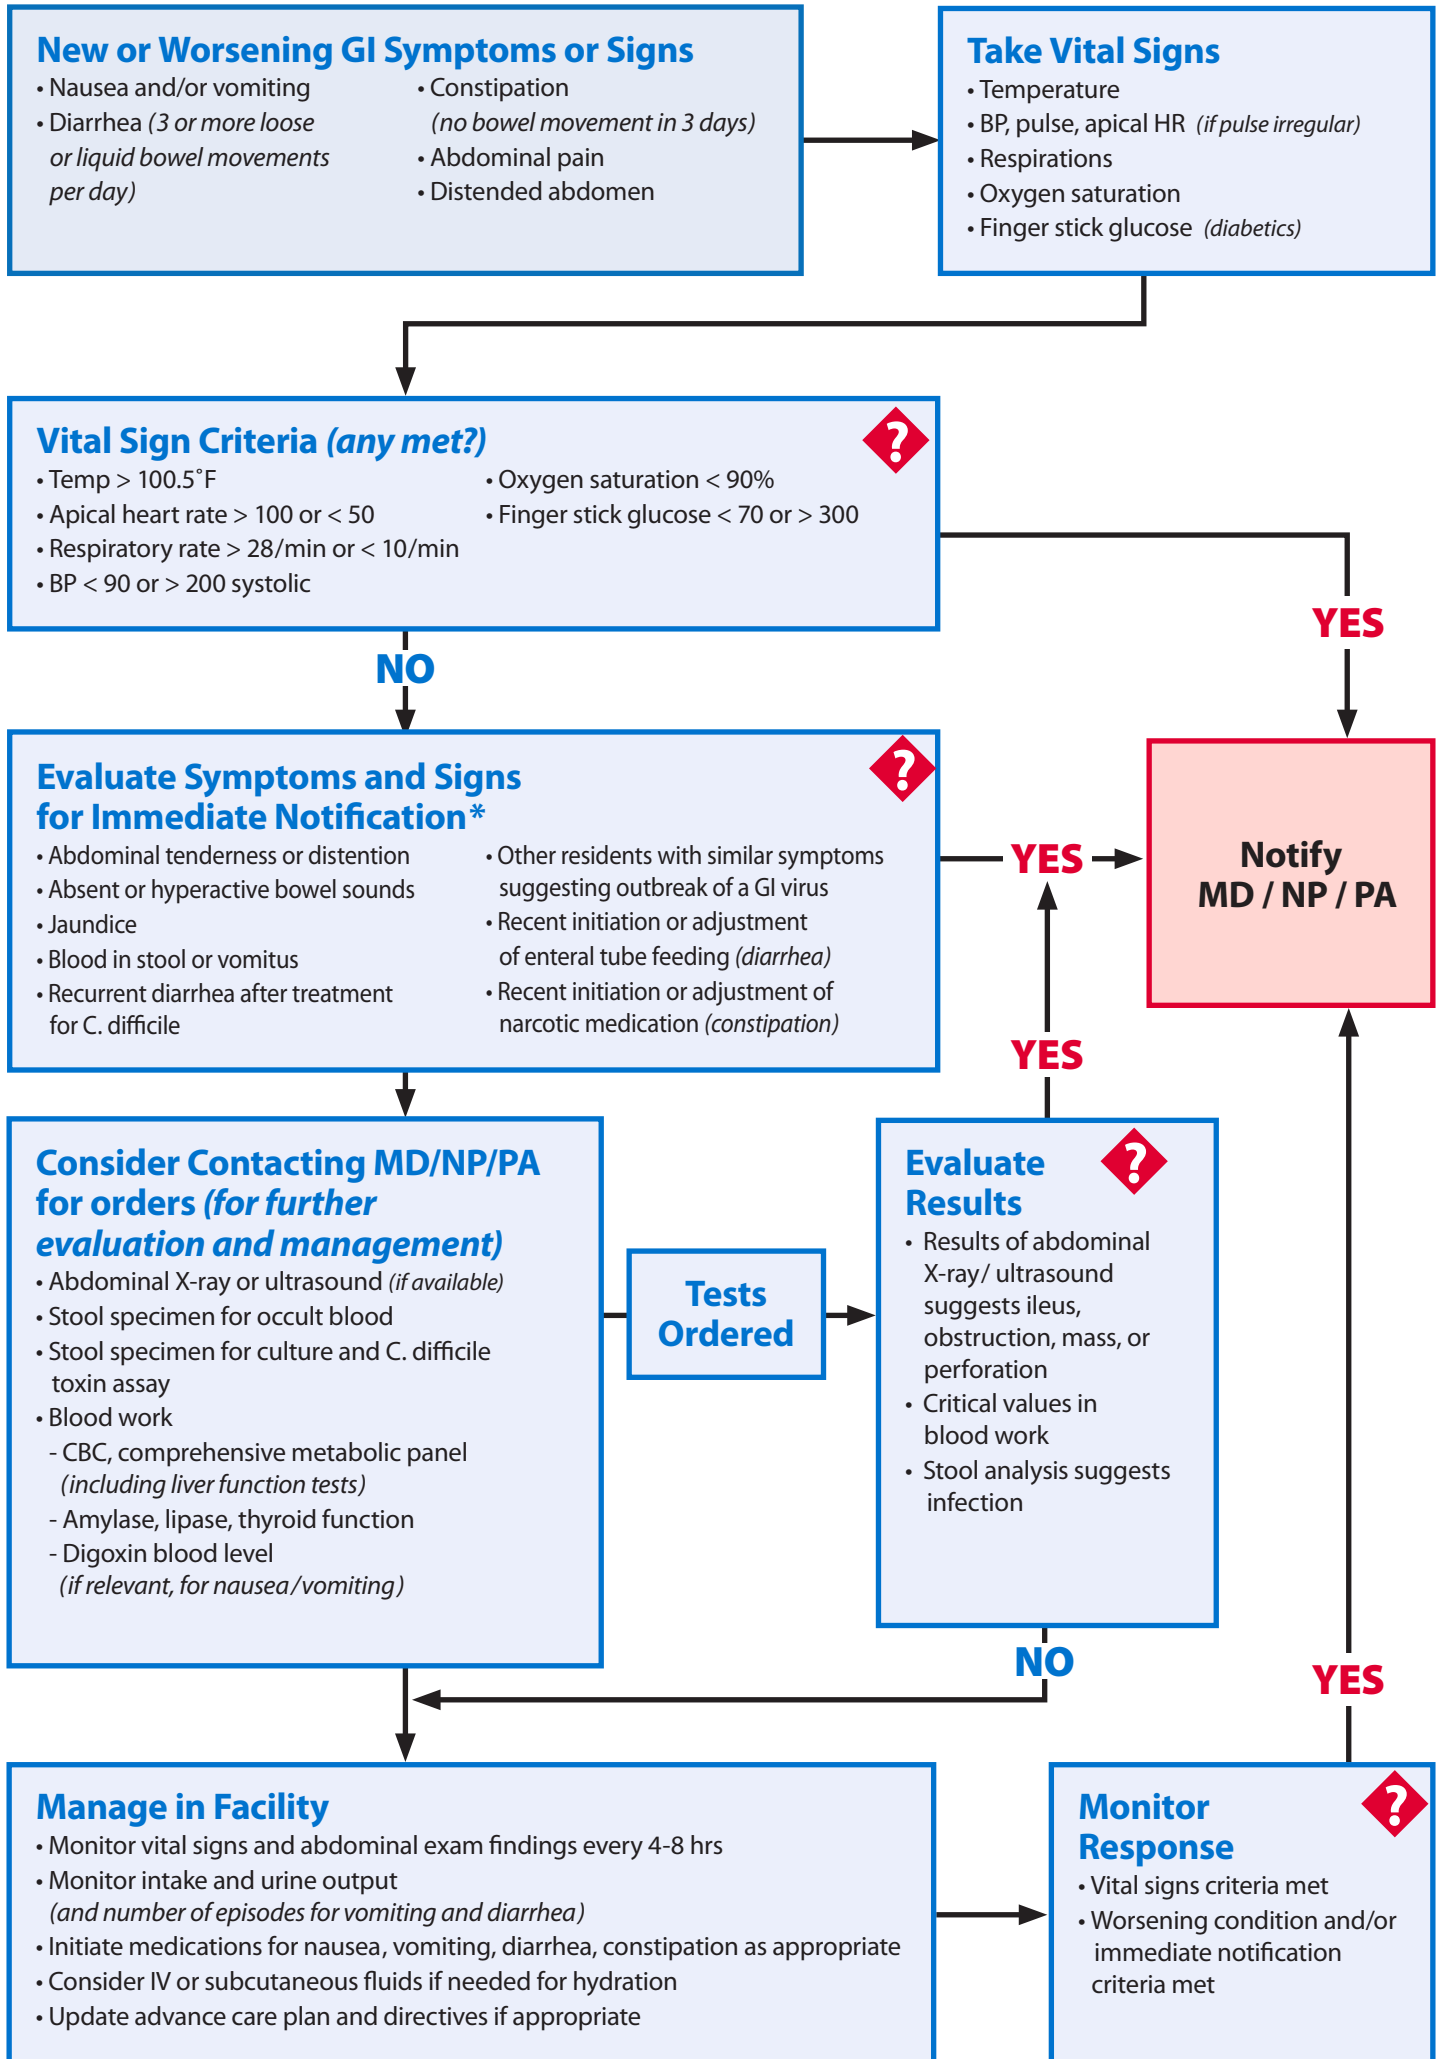 New or Worsening GI Symptoms or Signs
• Nausea and/or vomiting
• Diarrhea (3 or more loose
or liquid bowel movements
per day)
• Constipation
(no bowel movement in 3 days)
• Abdominal pain
• Distended abdomen
Take Vital Signs
• Temperature
• BP, pulse, apical HR (if pulse irregular)
• Respirations
• Oxygen saturation
• Finger stick glucose (diabetics)
Vital Sign Criteria (any met?)
?
• Temp > 100.5˚F
• Apical heart rate > 100 or < 50
• Respiratory rate > 28/min or < 10/min
• BP < 90 or > 200 systolic
• Oxygen saturation < 90%
• Finger stick glucose < 70 or > 300
YES
NO
Evaluate Symptoms and Signs
for Immediate Notification*
?
• Abdominal tenderness or distention
• Absent or hyperactive bowel sounds
• Jaundice
• Blood in stool or vomitus
• Recurrent diarrhea after treatment
for C. difficile
• Other residents with similar symptoms
suggesting outbreak of a GI virus
• Recent initiation or adjustment
of enteral tube feeding (diarrhea)
• Recent initiation or adjustment of
narcotic medication (constipation)
YES
Notify
MD / NP / PA
YES
Consider Contacting MD/NP/PA
for orders (for further
evaluation and management)
• Abdominal X-ray or ultrasound (if available)
• Stool specimen for occult blood
• Stool specimen for culture and C. difficile
toxin assay
• Blood work
- CBC, comprehensive metabolic panel
(including liver function tests)
- Amylase, lipase, thyroid function
- Digoxin blood level
(if relevant, for nausea/vomiting)
Tests
Ordered
Evaluate
Results
?
• Results of abdominal
X-ray/ ultrasound
suggests ileus,
obstruction, mass, or
perforation
• Critical values in
blood work
• Stool analysis suggests
infection
NO
YES
Manage in Facility
• Monitor vital signs and abdominal exam findings every 4-8 hrs
• Monitor intake and urine output
(and number of episodes for vomiting and diarrhea)
• Initiate medications for nausea, vomiting, diarrhea, constipation as appropriate
• Consider IV or subcutaneous fluids if needed for hydration
• Update advance care plan and directives if appropriate
Monitor
Response
?
• Vital signs criteria met
• Worsening condition and/or
immediate notification
criteria met